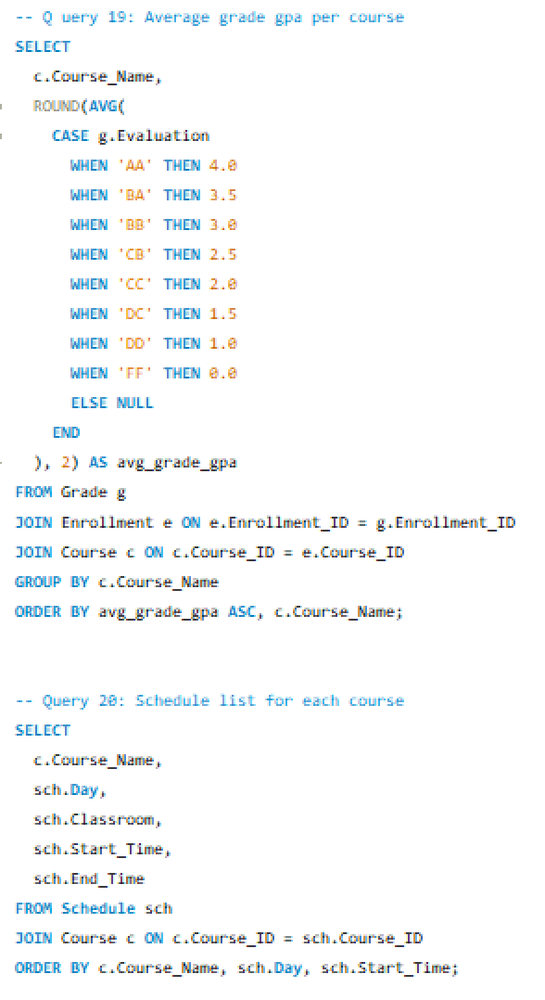 -- Q uery 19: Average grade gpa per course
SELECT
c.Course_Name,
ROUND(AVG(
CASE g.Evaluation
WHEN 'AA' THEN 4.0
WHEN 'BA' THEN 3.5
WHEN 'BB' THEN 3.0
WHEN 'CB' THEN 2.5
WHEN 'CC' THEN 2.0
WHEN 'DC' THEN 1.5
WHEN 'DD' THEN 1.0
WHEN 'FF' THEN 0.0
ELSE NULL
END
), 2) AS avg_grade_gpa
FROM Grade g
JOIN Enrollment e ON e.Enrollment_ID = g.Enrollment_ID
JOIN Course c ON c.Course_ID = e.Course_ID
GROUP BY c.Course_Name
ORDER BY avg_grade_gpa ASC, c.Course_Name;
-- Query 20: Schedule list for each course
SELECT
c.Course_Name,
sch.Day,
sch.Classroom,
sch.Start_Time,
sch.End_Time
FROM Schedule sch
JOIN Course c ON c.Course_ID = sch.Course_ID
ORDER BY c.Course_Name, sch.Day, sch.Start_Time;